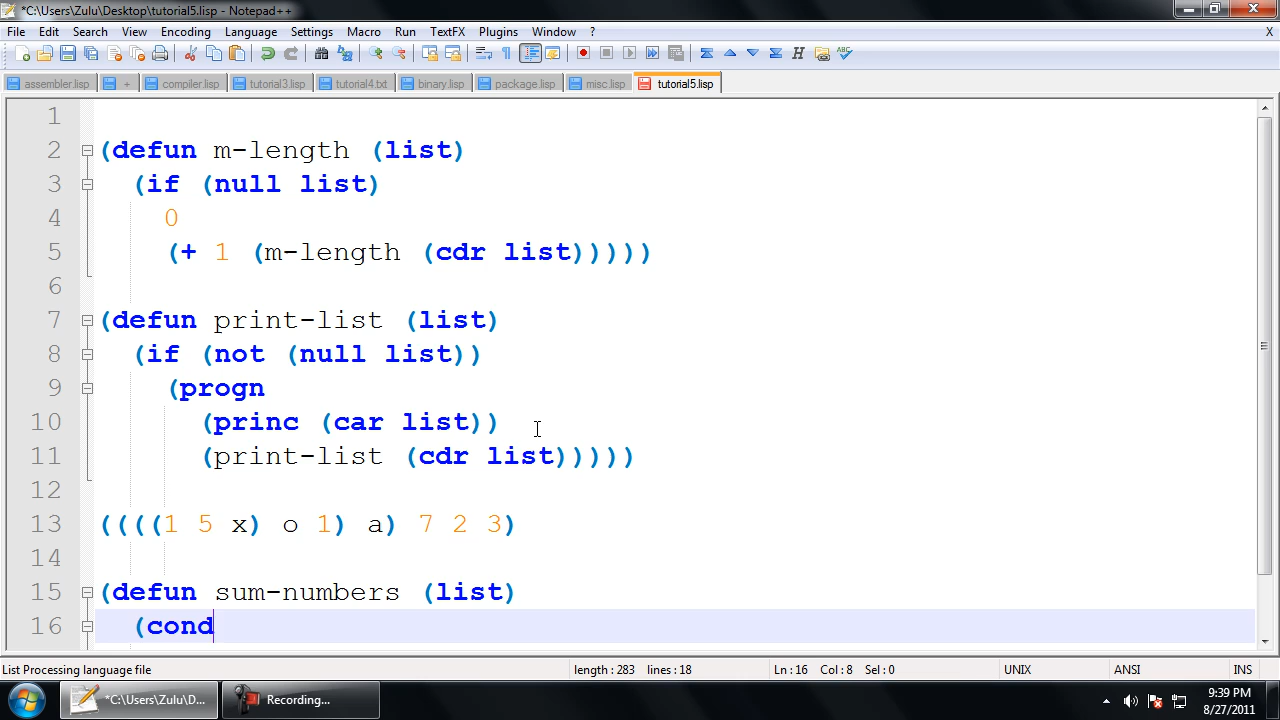 *C:\Users\Zulu\Desktop\tutorial5.lisp - Notepad++
File Edit Search View Encoding Language Settings Macro Run TextFX Plugins Window ? X
assembler.lisp + compiler.lisp tutorial3.lisp tutorial4.txt binary.lisp package.lisp misc.lisp tutorial5.lisp
1
2 (defun m-length (list)
3 (if (null list)
4 0
5 (+ 1 (m-length (cdr list)))))
6
7 (defun print-list (list)
8 (if (not (null list))
9 (progn
10 (princ (car list))
11 (print-list (cdr list)))))
12
13 ((((1 5 x) o 1) a) 7 2 3)
14
15 (defun sum-numbers (list)
16 (cond
List Processing language file length : 283 lines : 18 Ln : 16 Col : 8 Sel : 0 UNIX ANSI INS
*C:\Users\Zulu\D... Recording... 9:39 PM
8/27/2011